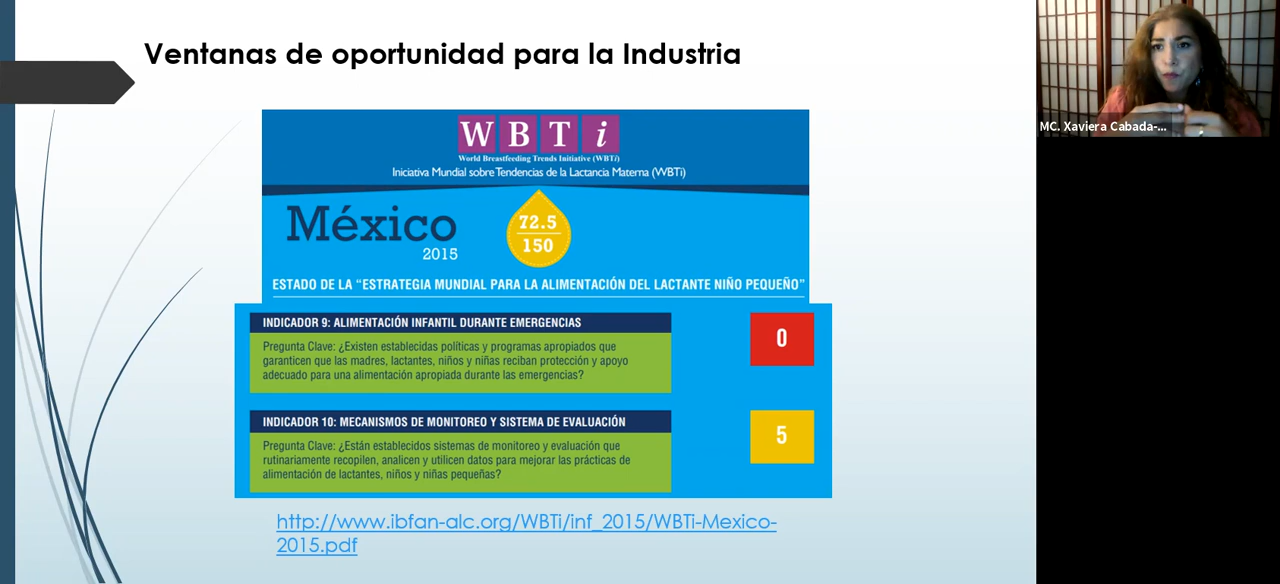 Ventanas de oportunidad para la Industria
MC. Xaviera Cabada-...
W B T i
World Breastfeeding Trends Initiative (WBTi)
Iniciativa Mundial sobre Tendencias de la Lactancia Materna (WBTi)
México
2015
72.5
150
ESTADO DE LA “ESTRATEGIA MUNDIAL PARA LA ALIMENTACIÓN DEL LACTANTE NIÑO PEQUEÑO”
INDICADOR 9: ALIMENTACIÓN INFANTIL DURANTE EMERGENCIAS
Pregunta Clave: ¿Existen establecidas políticas y programas apropiados que
garanticen que las madres, lactantes, niños y niñas reciban protección y apoyo
adecuado para una alimentación apropiada durante las emergencias?
0
INDICADOR 10: MECANISMOS DE MONITOREO Y SISTEMA DE EVALUACIÓN
Pregunta Clave: ¿Están establecidos sistemas de monitoreo y evaluación que
rutinariamente recopilen, analicen y utilicen datos para mejorar las prácticas de
alimentación de lactantes, niños y niñas pequeñas?
5
http://www.ibfan-alc.org/WBTi/inf_2015/WBTi-Mexico-
2015.pdf